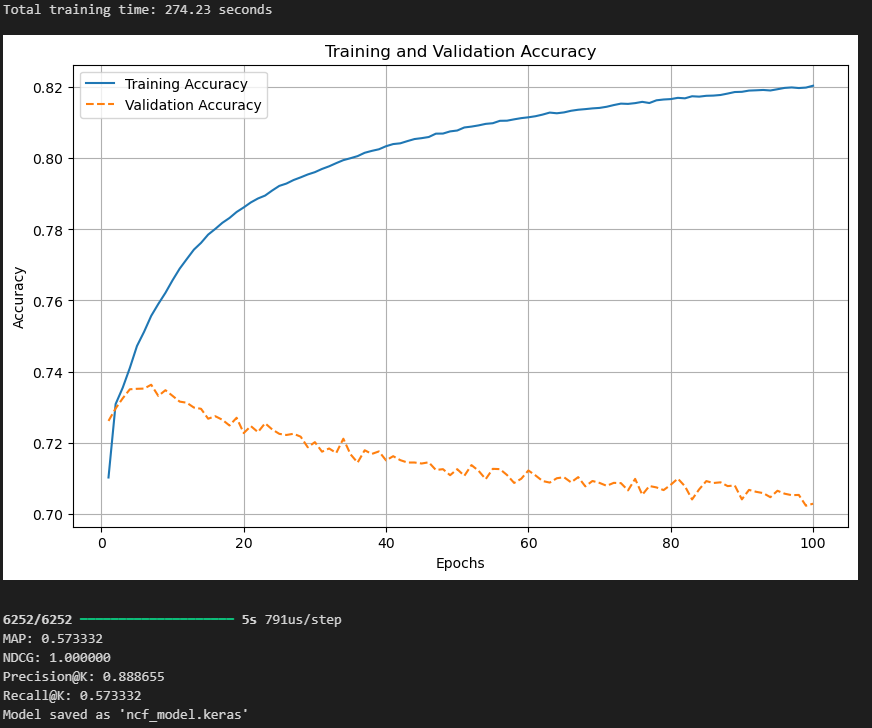 Total training time: 274.23 seconds
Training and Validation Accuracy
Training Accuracy
Validation Accuracy
0.82
0.80
0.78
0.76
0.74
0.72
0.70
Accuracy
0 20 40 60 80 100
Epochs
6252/6252 ━━━━━━━━━━━━━━━━━━━━ 5s 791us/step
MAP: 0.573332
NDCG: 1.000000
Precision@K: 0.888655
Recall@K: 0.573332
Model saved as 'ncf_model.keras'